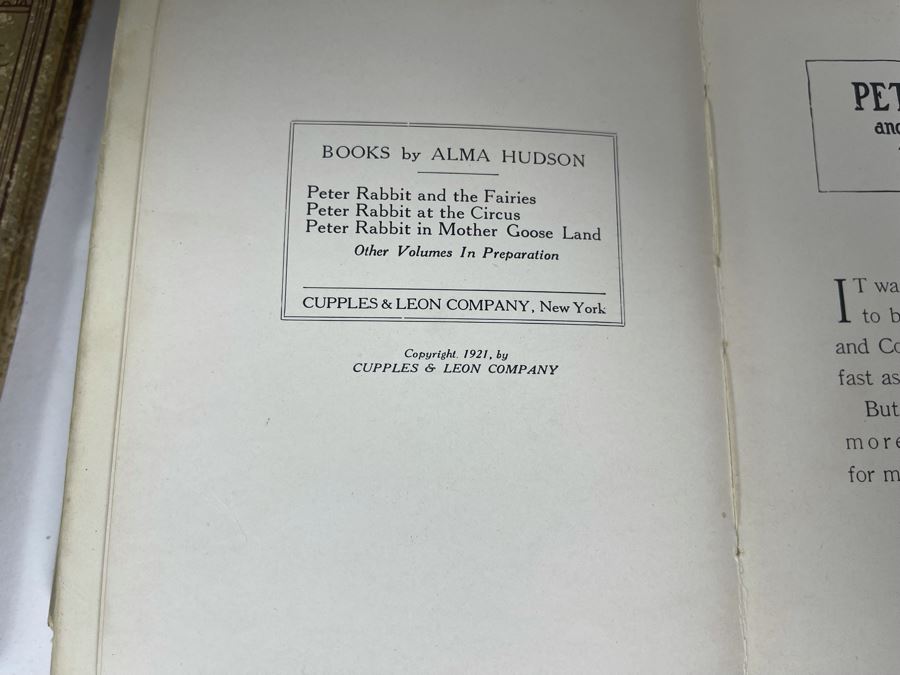 BOOKS by ALMA HUDSON
Peter Rabbit and the Fairies
Peter Rabbit at the Circus
Peter Rabbit in Mother Goose Land
Other Volumes In Preparation
CUPPLES & LEON COMPANY, New York
Copyright. 1921, by
CUPPLES & LEON COMPANY
IT wa
to b
and Co
fast as
But
more
for m